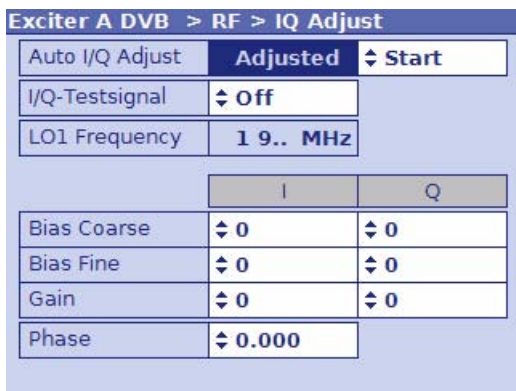 Exciter A DVB > RF > IQ Adjust
Auto I/Q Adjust Adjusted Start
I/Q-Testsignal Off
LO1 Frequency 1 9.. MHz
I Q
Bias Coarse 0 0
Bias Fine 0 0
Gain 0 0
Phase 0.000